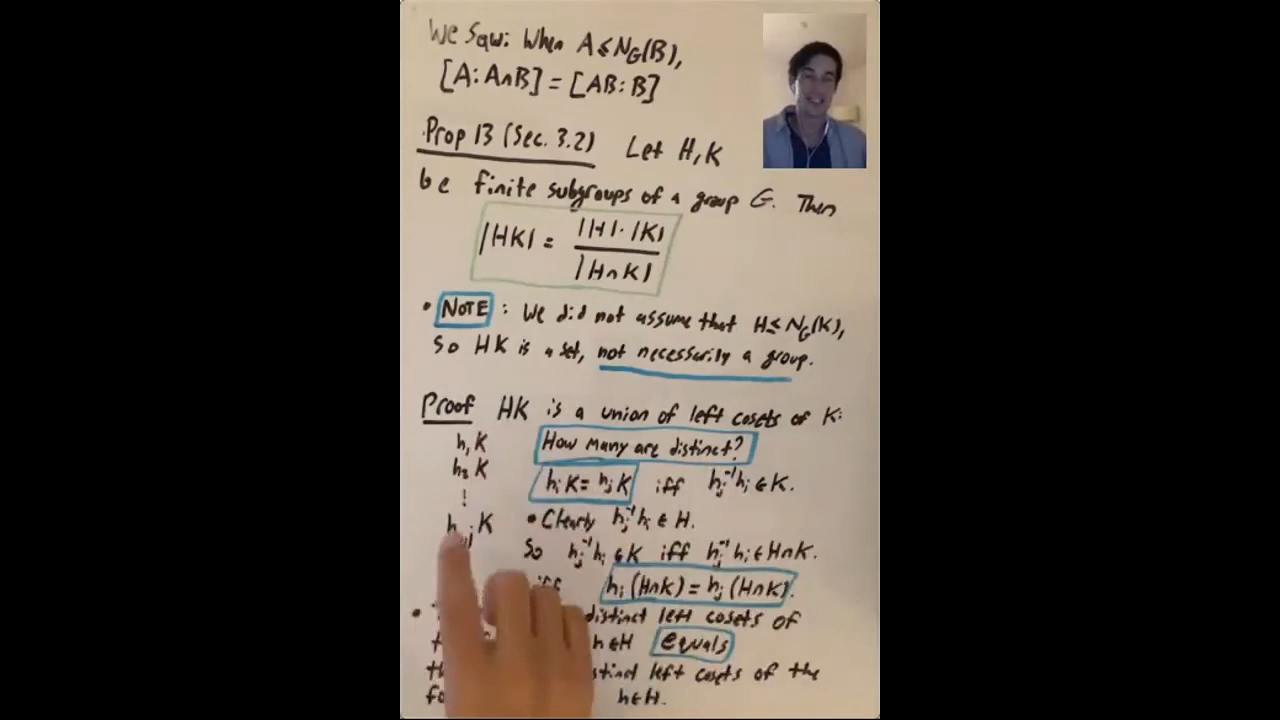 We saw: When A ≤ N_G(B),
[A : A∩B] = [AB : B]
Prop 13 (Sec. 3.2) Let H, K
be finite subgroups of a group G. Then
|HK| = |H|·|K|
|H∩K|
• NOTE : We did not assume that H ≤ N_G(K),
so HK is a set, not necessarily a group.
Proof HK is a union of left cosets of K:
h₁K How many are distinct?
h₂K
h_iK = h_jK iff h_j⁻¹h_i ∈ K.
K • Clearly h_j⁻¹h_i ∈ H.
So h_j⁻¹h_i ∈ K iff h_j⁻¹h_i ∈ H∩K.
iff h_i(H∩K) = h_j(H∩K).
distinct left cosets of
h∈H equals
left cosets of the
h∈H.